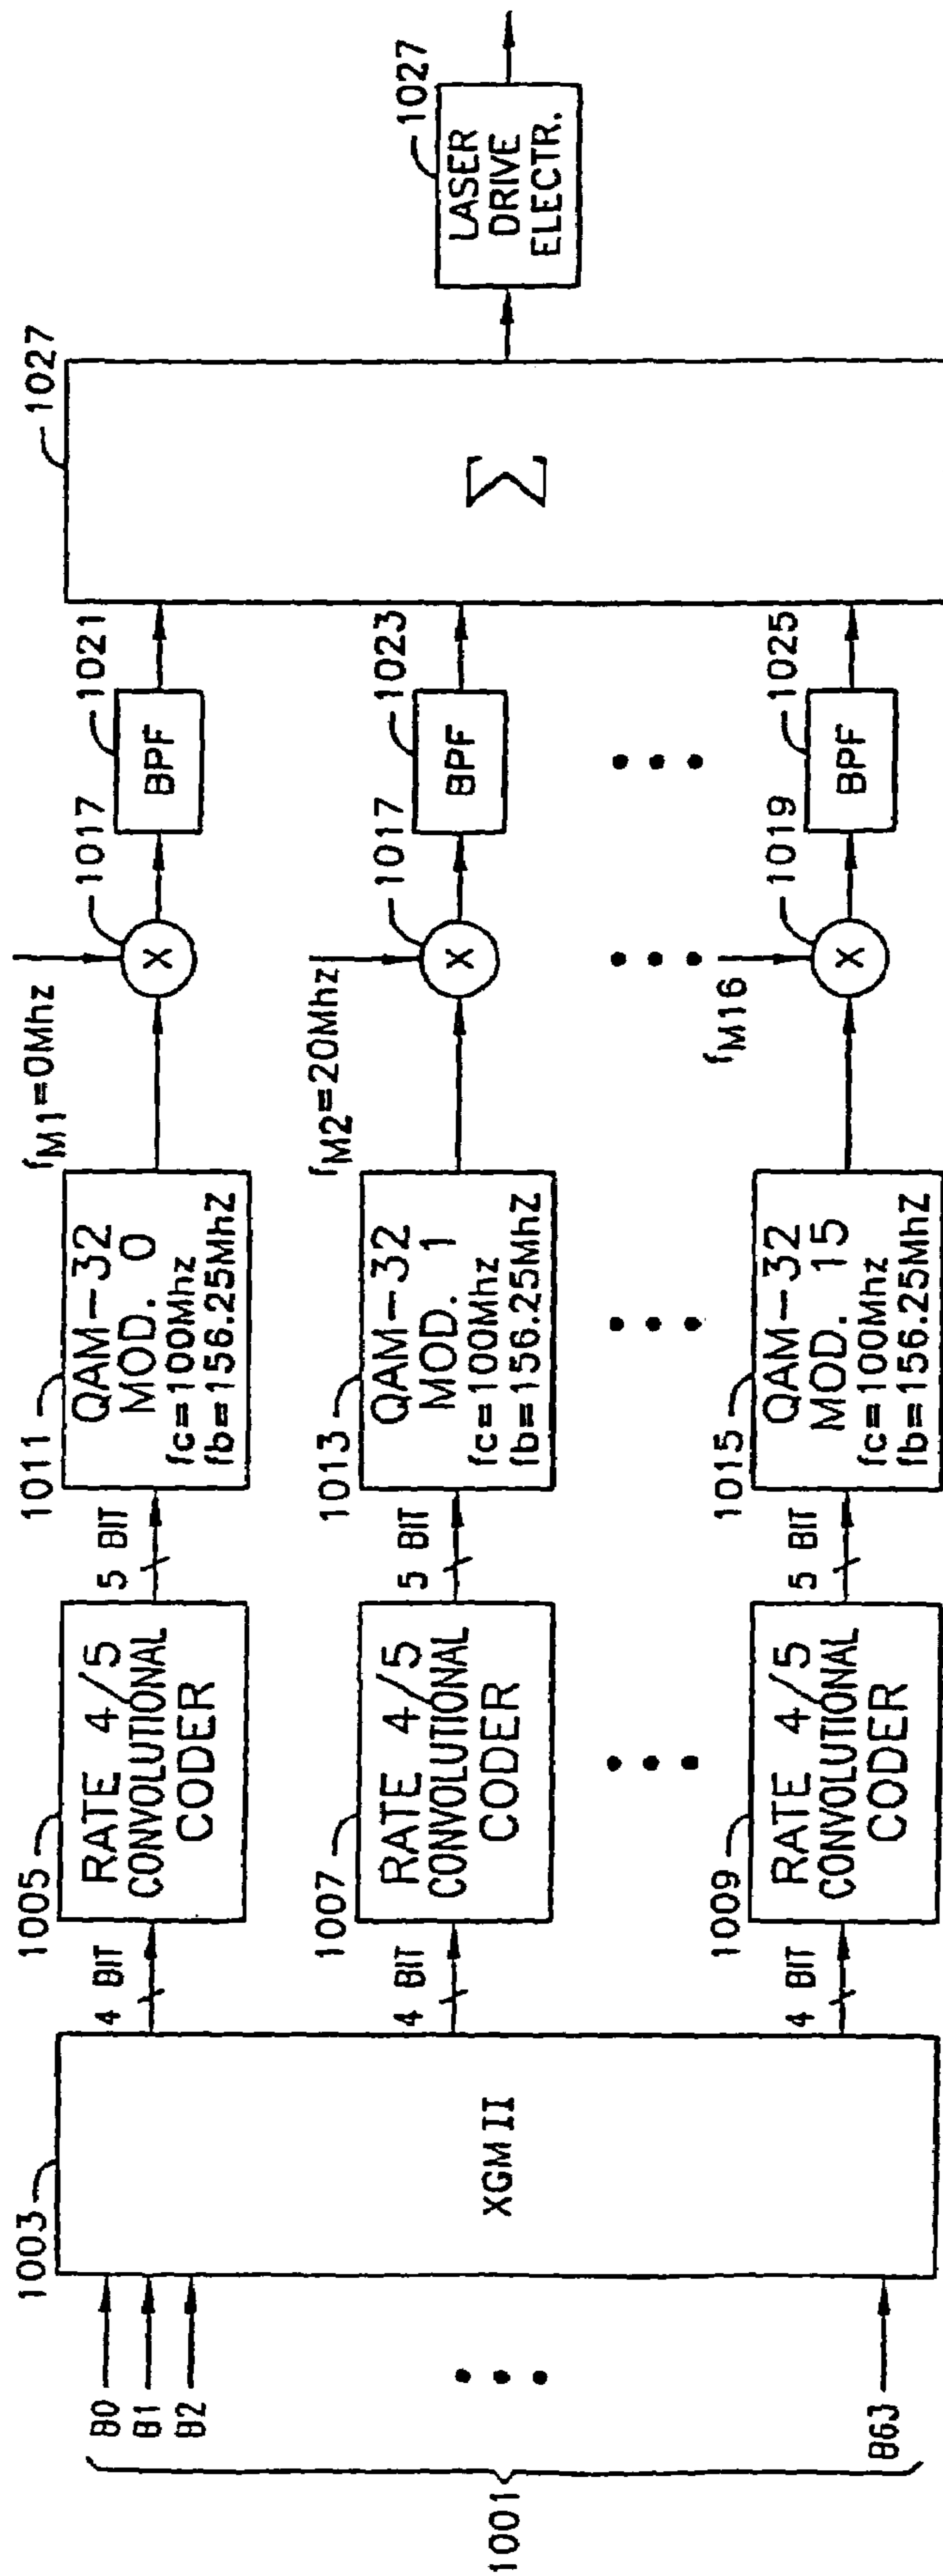 1001
B0
B1
B2
B63
1003
XGMII
4 BIT
4 BIT
4 BIT
1005
RATE 4/5
CONVOLUTIONAL
CODER
1007
RATE 4/5
CONVOLUTIONAL
CODER
1009
RATE 4/5
CONVOLUTIONAL
CODER
5 BIT
5 BIT
5 BIT
1011
QAM-32
MOD. 0
fc=100Mhz
fb=156.25MhZ
1013
QAM-32
MOD. 1
fc=100Mhz
fb=156.25MhZ
1015
QAM-32
MOD. 15
fc=100Mhz
fb=156.25MhZ
fM1=0Mhz
X
1017
fM2=20Mhz
X
1017
fM16
X
1019
BPF
1021
BPF
1023
BPF
1025
Σ
1027
LASER
DRIVE
ELECTR.
1027